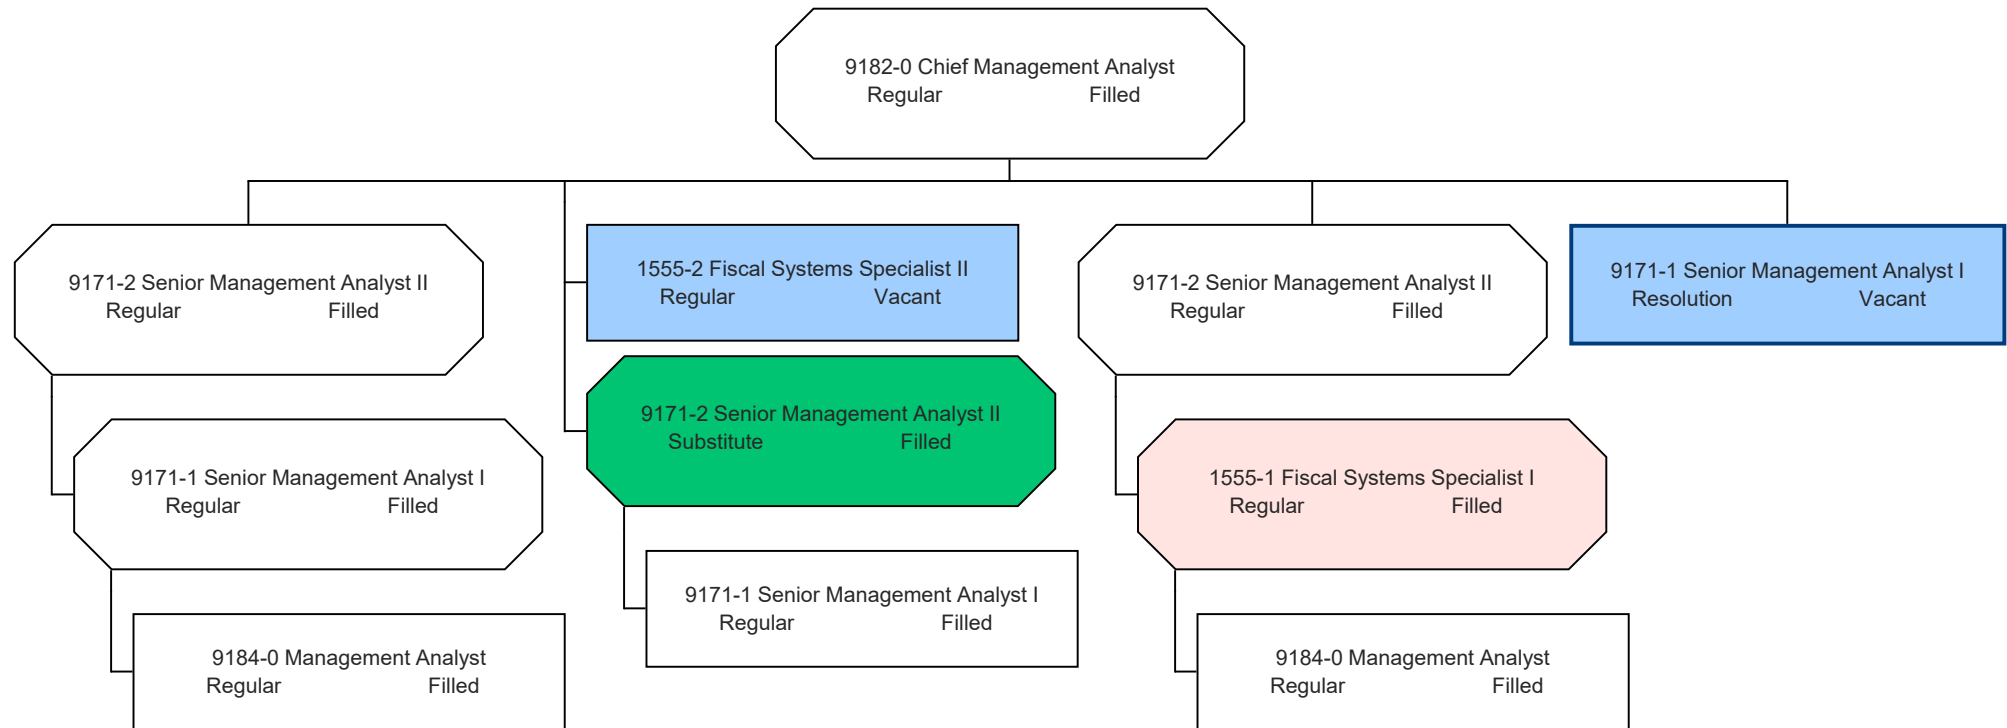 9182-0 Chief Management Analyst
Regular Filled
9171-2 Senior Management Analyst II
Regular Filled
1555-2 Fiscal Systems Specialist II
Regular Vacant
9171-2 Senior Management Analyst II
Regular Filled
9171-1 Senior Management Analyst I
Resolution Vacant
9171-2 Senior Management Analyst II
Substitute Filled
9171-1 Senior Management Analyst I
Regular Filled
1555-1 Fiscal Systems Specialist I
Regular Filled
9171-1 Senior Management Analyst I
Regular Filled
9184-0 Management Analyst
Regular Filled
9184-0 Management Analyst
Regular Filled